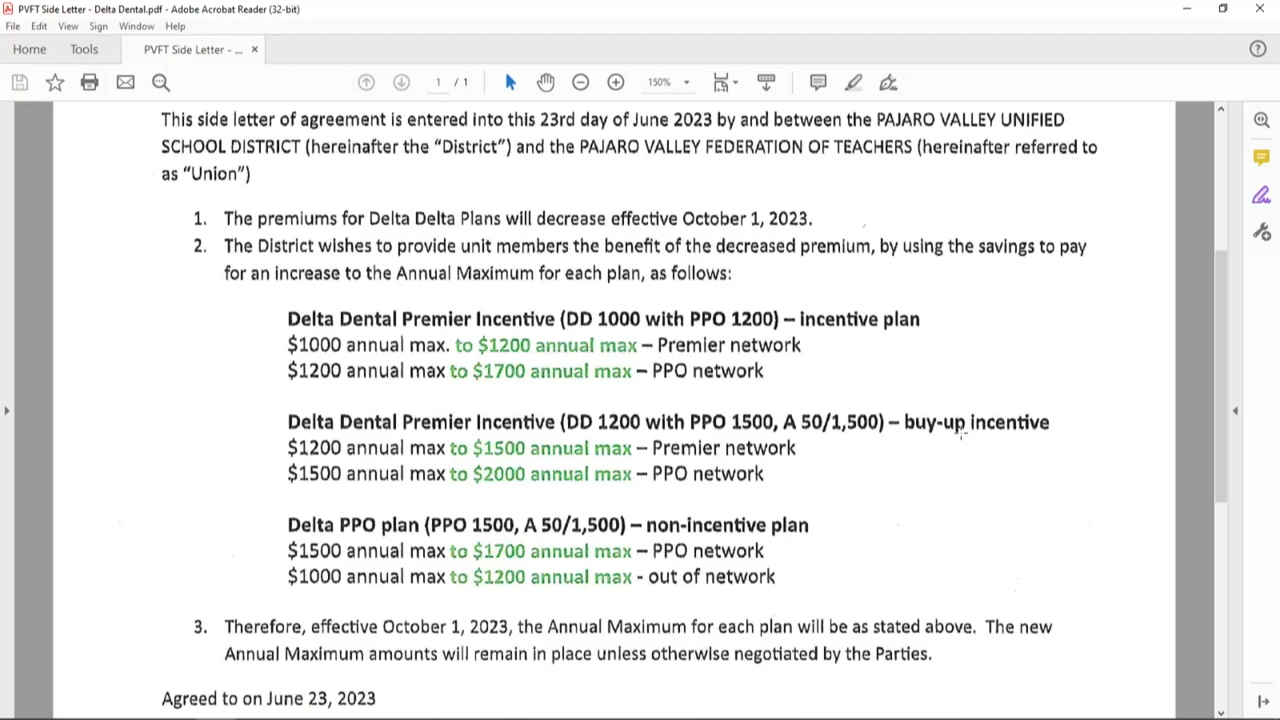 PVFT Side Letter - Delta Dental.pdf - Adobe Acrobat Reader (32-bit)
File Edit View Sign Window Help
Home Tools PVFT Side Letter - ... ×
1 / 1 150%
This side letter of agreement is entered into this 23rd day of June 2023 by and between the PAJARO VALLEY UNIFIED
SCHOOL DISTRICT (hereinafter the “District”) and the PAJARO VALLEY FEDERATION OF TEACHERS (hereinafter referred to
as “Union”)
1. The premiums for Delta Delta Plans will decrease effective October 1, 2023.
2. The District wishes to provide unit members the benefit of the decreased premium, by using the savings to pay
for an increase to the Annual Maximum for each plan, as follows:
Delta Dental Premier Incentive (DD 1000 with PPO 1200) – incentive plan
$1000 annual max. to $1200 annual max – Premier network
$1200 annual max to $1700 annual max – PPO network
Delta Dental Premier Incentive (DD 1200 with PPO 1500, A 50/1,500) – buy-up incentive
$1200 annual max to $1500 annual max – Premier network
$1500 annual max to $2000 annual max – PPO network
Delta PPO plan (PPO 1500, A 50/1,500) – non-incentive plan
$1500 annual max to $1700 annual max – PPO network
$1000 annual max to $1200 annual max - out of network
3. Therefore, effective October 1, 2023, the Annual Maximum for each plan will be as stated above. The new
Annual Maximum amounts will remain in place unless otherwise negotiated by the Parties.
Agreed to on June 23, 2023